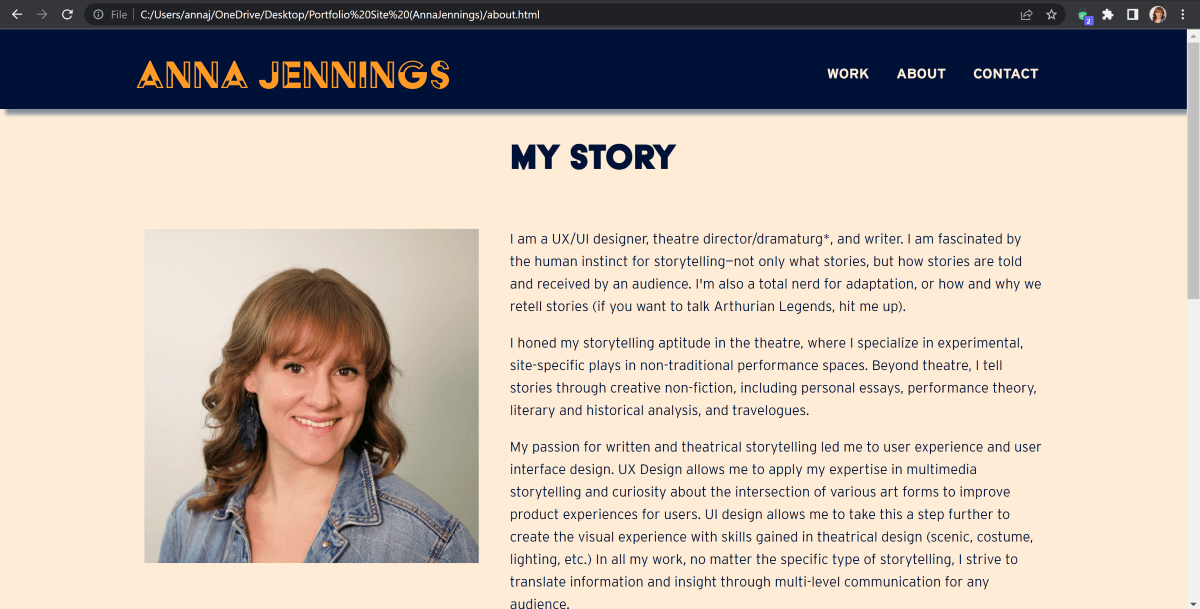 File | C:/Users/annaj/OneDrive/Desktop/Portfolio%20Site%20(AnnaJennings)/about.html
2
ANNA JENNINGS
WORK ABOUT CONTACT
MY STORY
I am a UX/UI designer, theatre director/dramaturg*, and writer. I am fascinated by
the human instinct for storytelling—not only what stories, but how stories are told
and received by an audience. I'm also a total nerd for adaptation, or how and why we
retell stories (if you want to talk Arthurian Legends, hit me up).
I honed my storytelling aptitude in the theatre, where I specialize in experimental,
site-specific plays in non-traditional performance spaces. Beyond theatre, I tell
stories through creative non-fiction, including personal essays, performance theory,
literary and historical analysis, and travelogues.
My passion for written and theatrical storytelling led me to user experience and user
interface design. UX Design allows me to apply my expertise in multimedia
storytelling and curiosity about the intersection of various art forms to improve
product experiences for users. UI design allows me to take this a step further to
create the visual experience with skills gained in theatrical design (scenic, costume,
lighting, etc.) In all my work, no matter the specific type of storytelling, I strive to
translate information and insight through multi-level communication for any
audience.